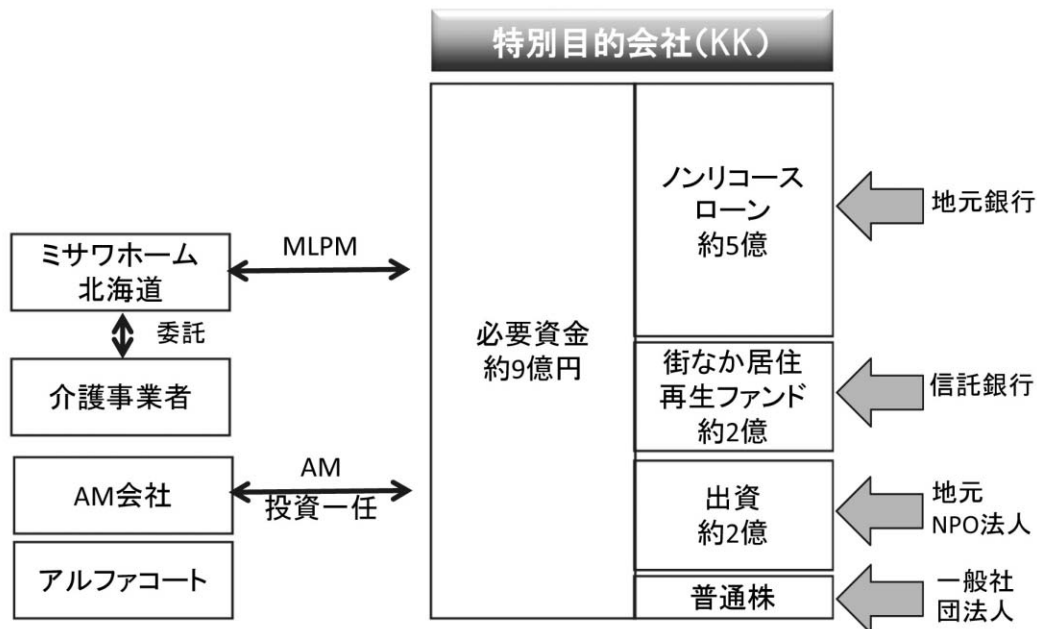 特別目的会社(KK)
ミサワホーム
北海道
MLPM
委託
介護事業者
AM会社
AM
投資一任
アルファコート
必要資金
約9億円
ノンリコース
ローン
約5億
街なか居住
再生ファンド
約2億
出資
約2億
普通株
地元銀行
信託銀行
地元
NPO法人
一般社
団法人